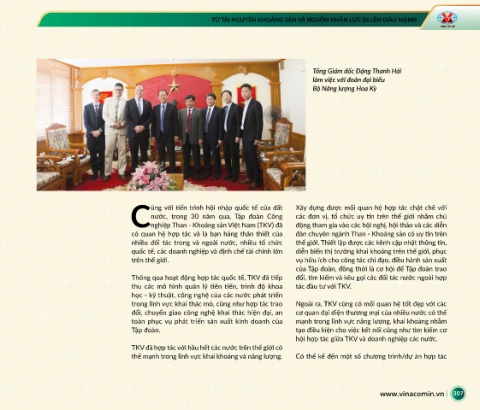 TỪ TÀI NGUYÊN KHOÁNG SẢN VÀ NGUỒN NHÂN LỰC ĐI LÊN GIÀU MẠNH
Tổng Giám đốc Đặng Thanh Hải
làm việc với đoàn đại biểu
Bộ Năng lượng Hoa Kỳ
Cùng với tiến trình hội nhập quốc tế của đất
nước, trong 30 năm qua, Tập đoàn Công
nghiệp Than - Khoáng sản Việt Nam (TKV) đã
có quan hệ hợp tác và là bạn hàng thân thiết của
nhiều đối tác trong và ngoài nước, nhiều tổ chức
quốc tế, các doanh nghiệp và định chế tài chính lớn
trên thế giới.
Thông qua hoạt động hợp tác quốc tế, TKV đã tiếp
thu các mô hình quản lý tiên tiến, trình độ khoa
học - kỹ thuật, công nghệ của các nước phát triển
trong lĩnh vực khai thác mỏ, cũng như hợp tác trao
đổi, chuyển giao công nghệ khai thác hiện đại, an
toàn phục vụ phát triển sản xuất kinh doanh của
Tập đoàn.
TKV đã hợp tác với hầu hết các nước trên thế giới có
thế mạnh trong lĩnh vực khai khoáng và năng lượng.
Xây dựng được mối quan hệ hợp tác chặt chẽ với
các đơn vị, tổ chức uy tín trên thế giới nhằm chủ
động tham gia vào các hội nghị, hội thảo và các diễn
đàn chuyên ngành Than - Khoáng sản có uy tín trên
thế giới. Thiết lập được các kênh cập nhật thông tin,
diễn biến thị trường khai khoáng trên thế giới, phục
vụ hữu ích cho công tác chỉ đạo, điều hành sản xuất
của Tập đoàn, đồng thời là cơ hội để Tập đoàn trao
đổi, tìm kiếm và kêu gọi các đối tác nước ngoài hợp
tác đầu tư với TKV.
Ngoài ra, TKV cũng có mối quan hệ tốt đẹp với các
cơ quan đại diện thương mại của nhiều nước có thế
mạnh trong lĩnh vực năng lượng, khai khoáng nhằm
tạo điều kiện cho việc kết nối cũng như tìm kiếm cơ
hội hợp tác giữa TKV và doanh nghiệp các nước.
Có thể kể đến một số chương trình/dự án hợp tác
www.vinacomin.vn | 307